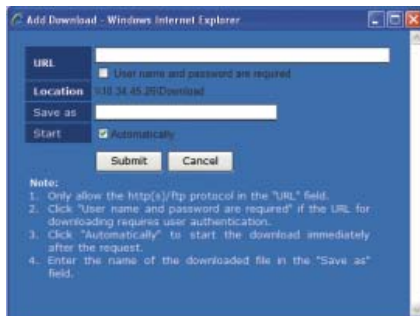 Add Download - Windows Internet Explorer
URL
User name and password are required
Location \\10.34.45.26\Download
Save as
Start Automatically
Submit Cancel
Note:
1. Only allow the http(s)/ftp protocol in the "URL" field.
2. Click "User name and password are required" if the URL for
downloading requires user authentication.
3. Click "Automatically" to start the download immediately
after the request.
4. Enter the name of the downloaded file in the "Save as"
field.